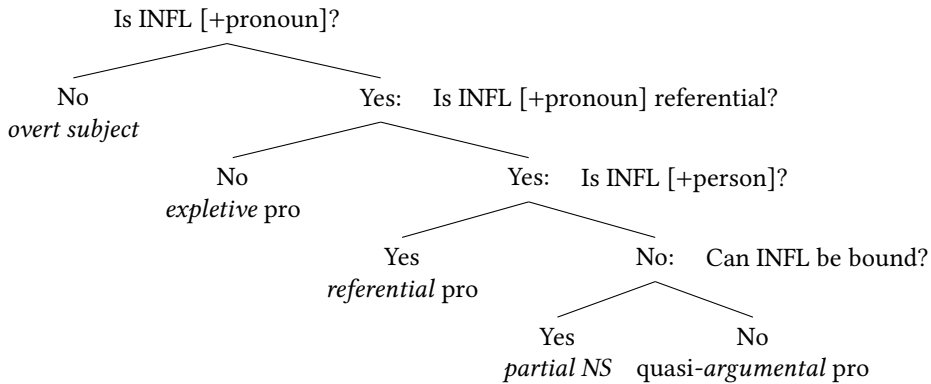 Is INFL [+pronoun]?
No
overt subject
Yes: Is INFL [+pronoun] referential?
No
expletive pro
Yes: Is INFL [+person]?
Yes
referential pro
No: Can INFL be bound?
Yes
partial NS
No
quasi-argumental pro